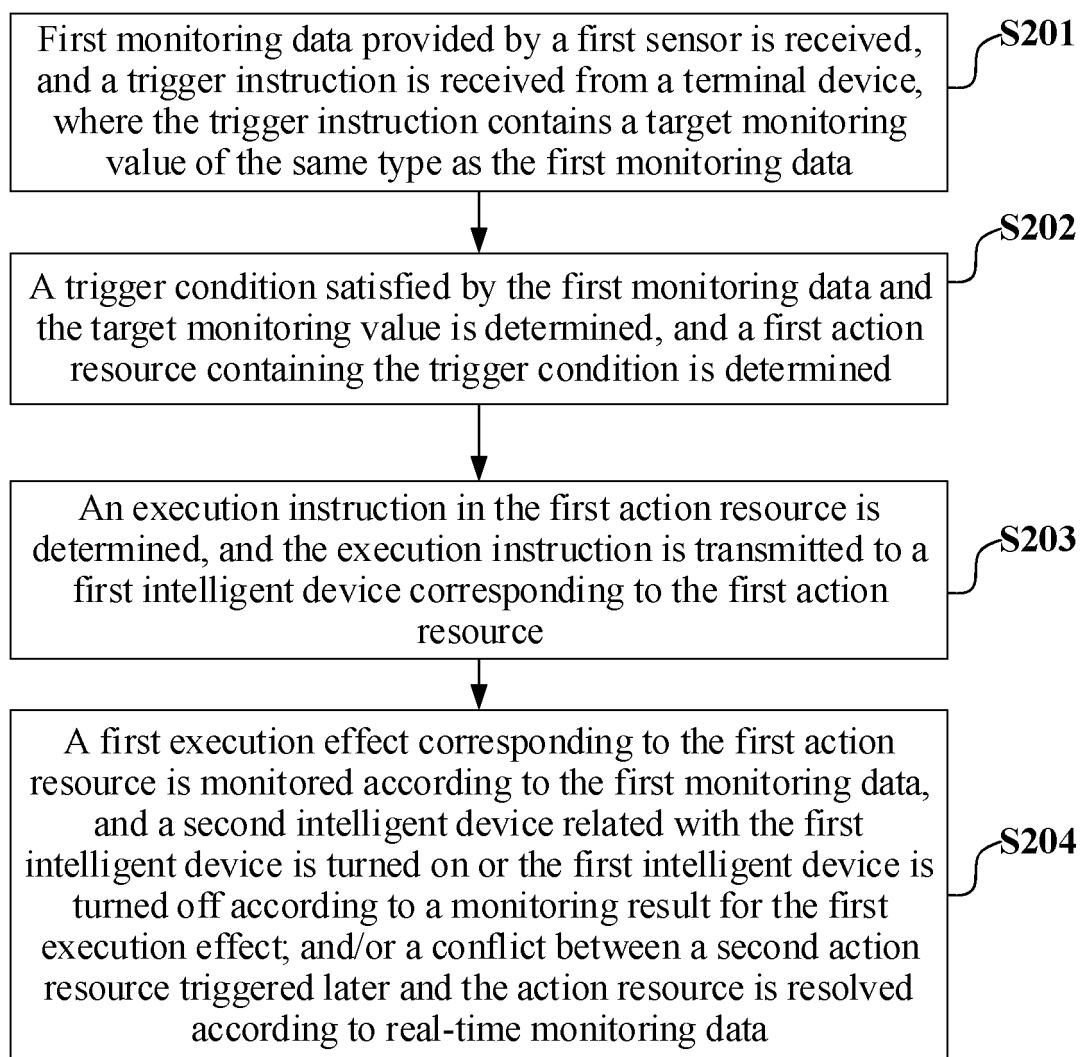 First monitoring data provided by a first sensor is received,
and a trigger instruction is received from a terminal device,
where the trigger instruction contains a target monitoring
value of the same type as the first monitoring data
S201
A trigger condition satisfied by the first monitoring data and
the target monitoring value is determined, and a first action
resource containing the trigger condition is determined
S202
An execution instruction in the first action resource is
determined, and the execution instruction is transmitted to a
first intelligent device corresponding to the first action
resource
S203
A first execution effect corresponding to the first action
resource is monitored according to the first monitoring data,
and a second intelligent device related with the first
intelligent device is turned on or the first intelligent device is
turned off according to a monitoring result for the first
execution effect; and/or a conflict between a second action
resource triggered later and the action resource is resolved
according to real-time monitoring data
S204